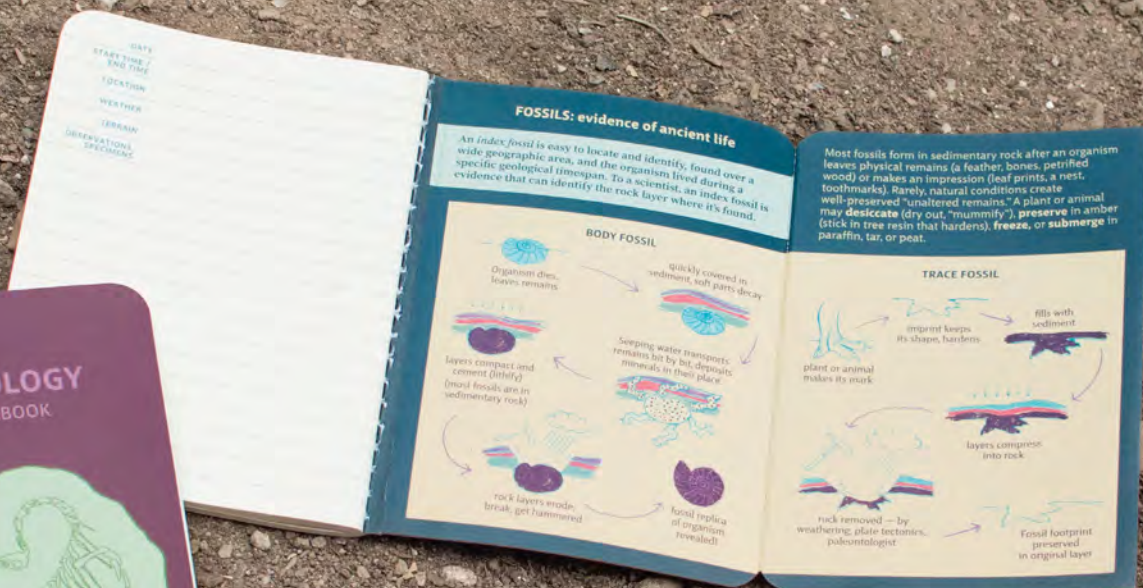 DATE
START TIME /
END TIME
LOCATION
WEATHER
TERRAIN
OBSERVATIONS,
SPECIMENS
OLOGY
BOOK
FOSSILS: evidence of ancient life
An index fossil is easy to locate and identify, found over a
wide geographic area, and the organism lived during a
specific geological timespan. To a scientist, an index fossil is
evidence that can identify the rock layer where it's found.
BODY FOSSIL
Organism dies,
leaves remains
quickly covered in
sediment, soft parts decay
Seeping water transports
remains bit by bit, deposits
minerals in their place
layers compact and
cement (lithify)
(most fossils are in
sedimentary rock)
rock layers erode,
break, get hammered
fossil replica
of organism
revealed!
Most fossils form in sedimentary rock after an organism
leaves physical remains (a feather, bones, petrified
wood) or makes an impression (leaf prints, a nest,
toothmarks). Rarely, natural conditions create
well-preserved "unaltered remains." A plant or animal
may desiccate (dry out, "mummify"), preserve in amber
(stick in tree resin that hardens), freeze, or submerge in
paraffin, tar, or peat.
TRACE FOSSIL
plant or animal
makes its mark
imprint keeps
its shape, hardens
fills with
sediment
layers compress
into rock
rock removed — by
weathering, plate tectonics,
paleontologist
Fossil footprint
preserved
in original layer